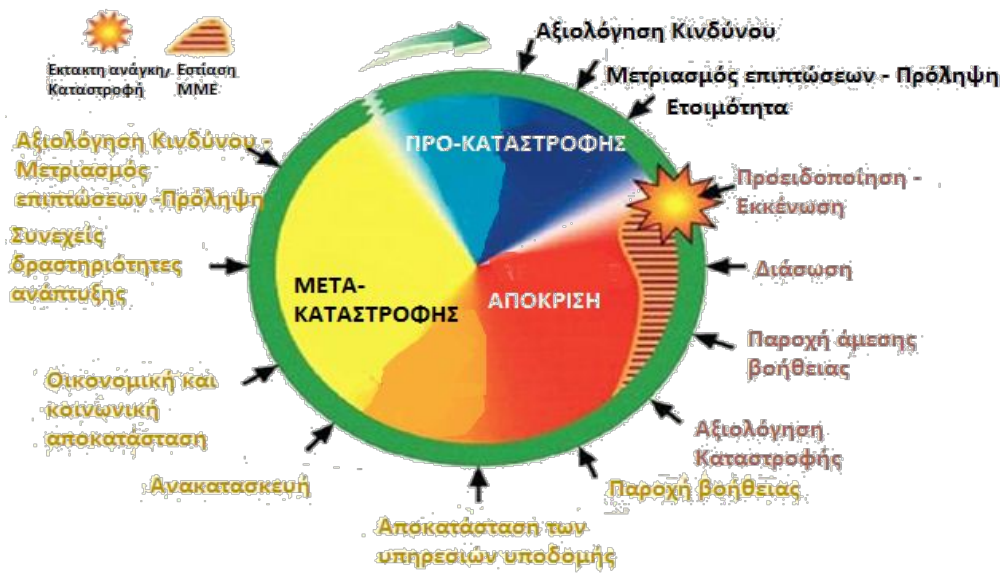 Εκτακτη ανάγκη/
Καταστροφή
Εστίαση
ΜΜΕ
Αξιολόγηση Κινδύνου
Μετριασμός επιπτώσεων - Πρόληψη
Ετοιμότητα
Προειδοποίηση -
Εκκένωση
Διάσωση
Παροχή άμεσης
βοήθειας
Αξιολόγηση
Καταστροφής
Παροχή βοήθειας
Αποκατάσταση των
υπηρεσιών υποδομής
Ανακατασκευή
Οικονομική και
κοινωνική
αποκατάσταση
Συνεχείς
δραστηριότητες
ανάπτυξης
Αξιολόγηση Κινδύνου -
Μετριασμός
επιπτώσεων -Πρόληψη
ΠΡΟ-ΚΑΤΑΣΤΡΟΦΗΣ
ΑΠΟΚΡΙΣΗ
ΜΕΤΑ-
ΚΑΤΑΣΤΡΟΦΗΣ